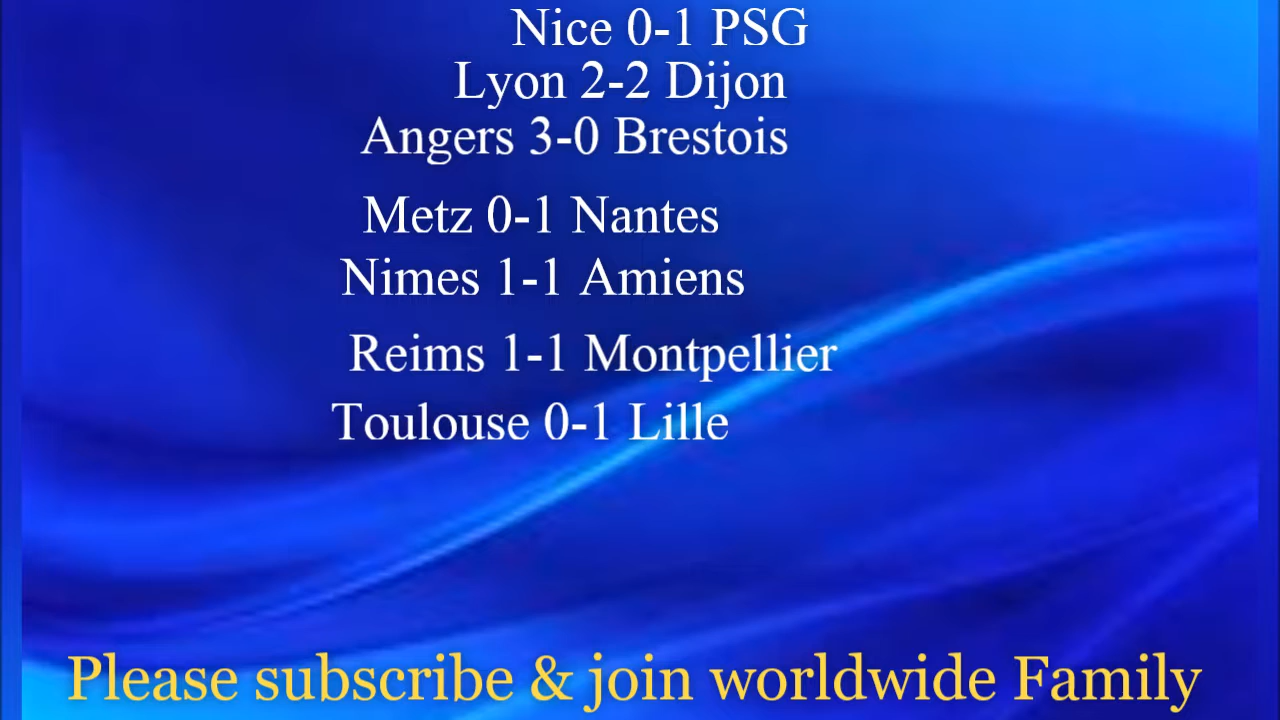 Nice 0-1 PSG
Lyon 2-2 Dijon
Angers 3-0 Brestois
Metz 0-1 Nantes
Nimes 1-1 Amiens
Reims 1-1 Montpellier
Toulouse 0-1 Lille
Please subscribe & join worldwide Family